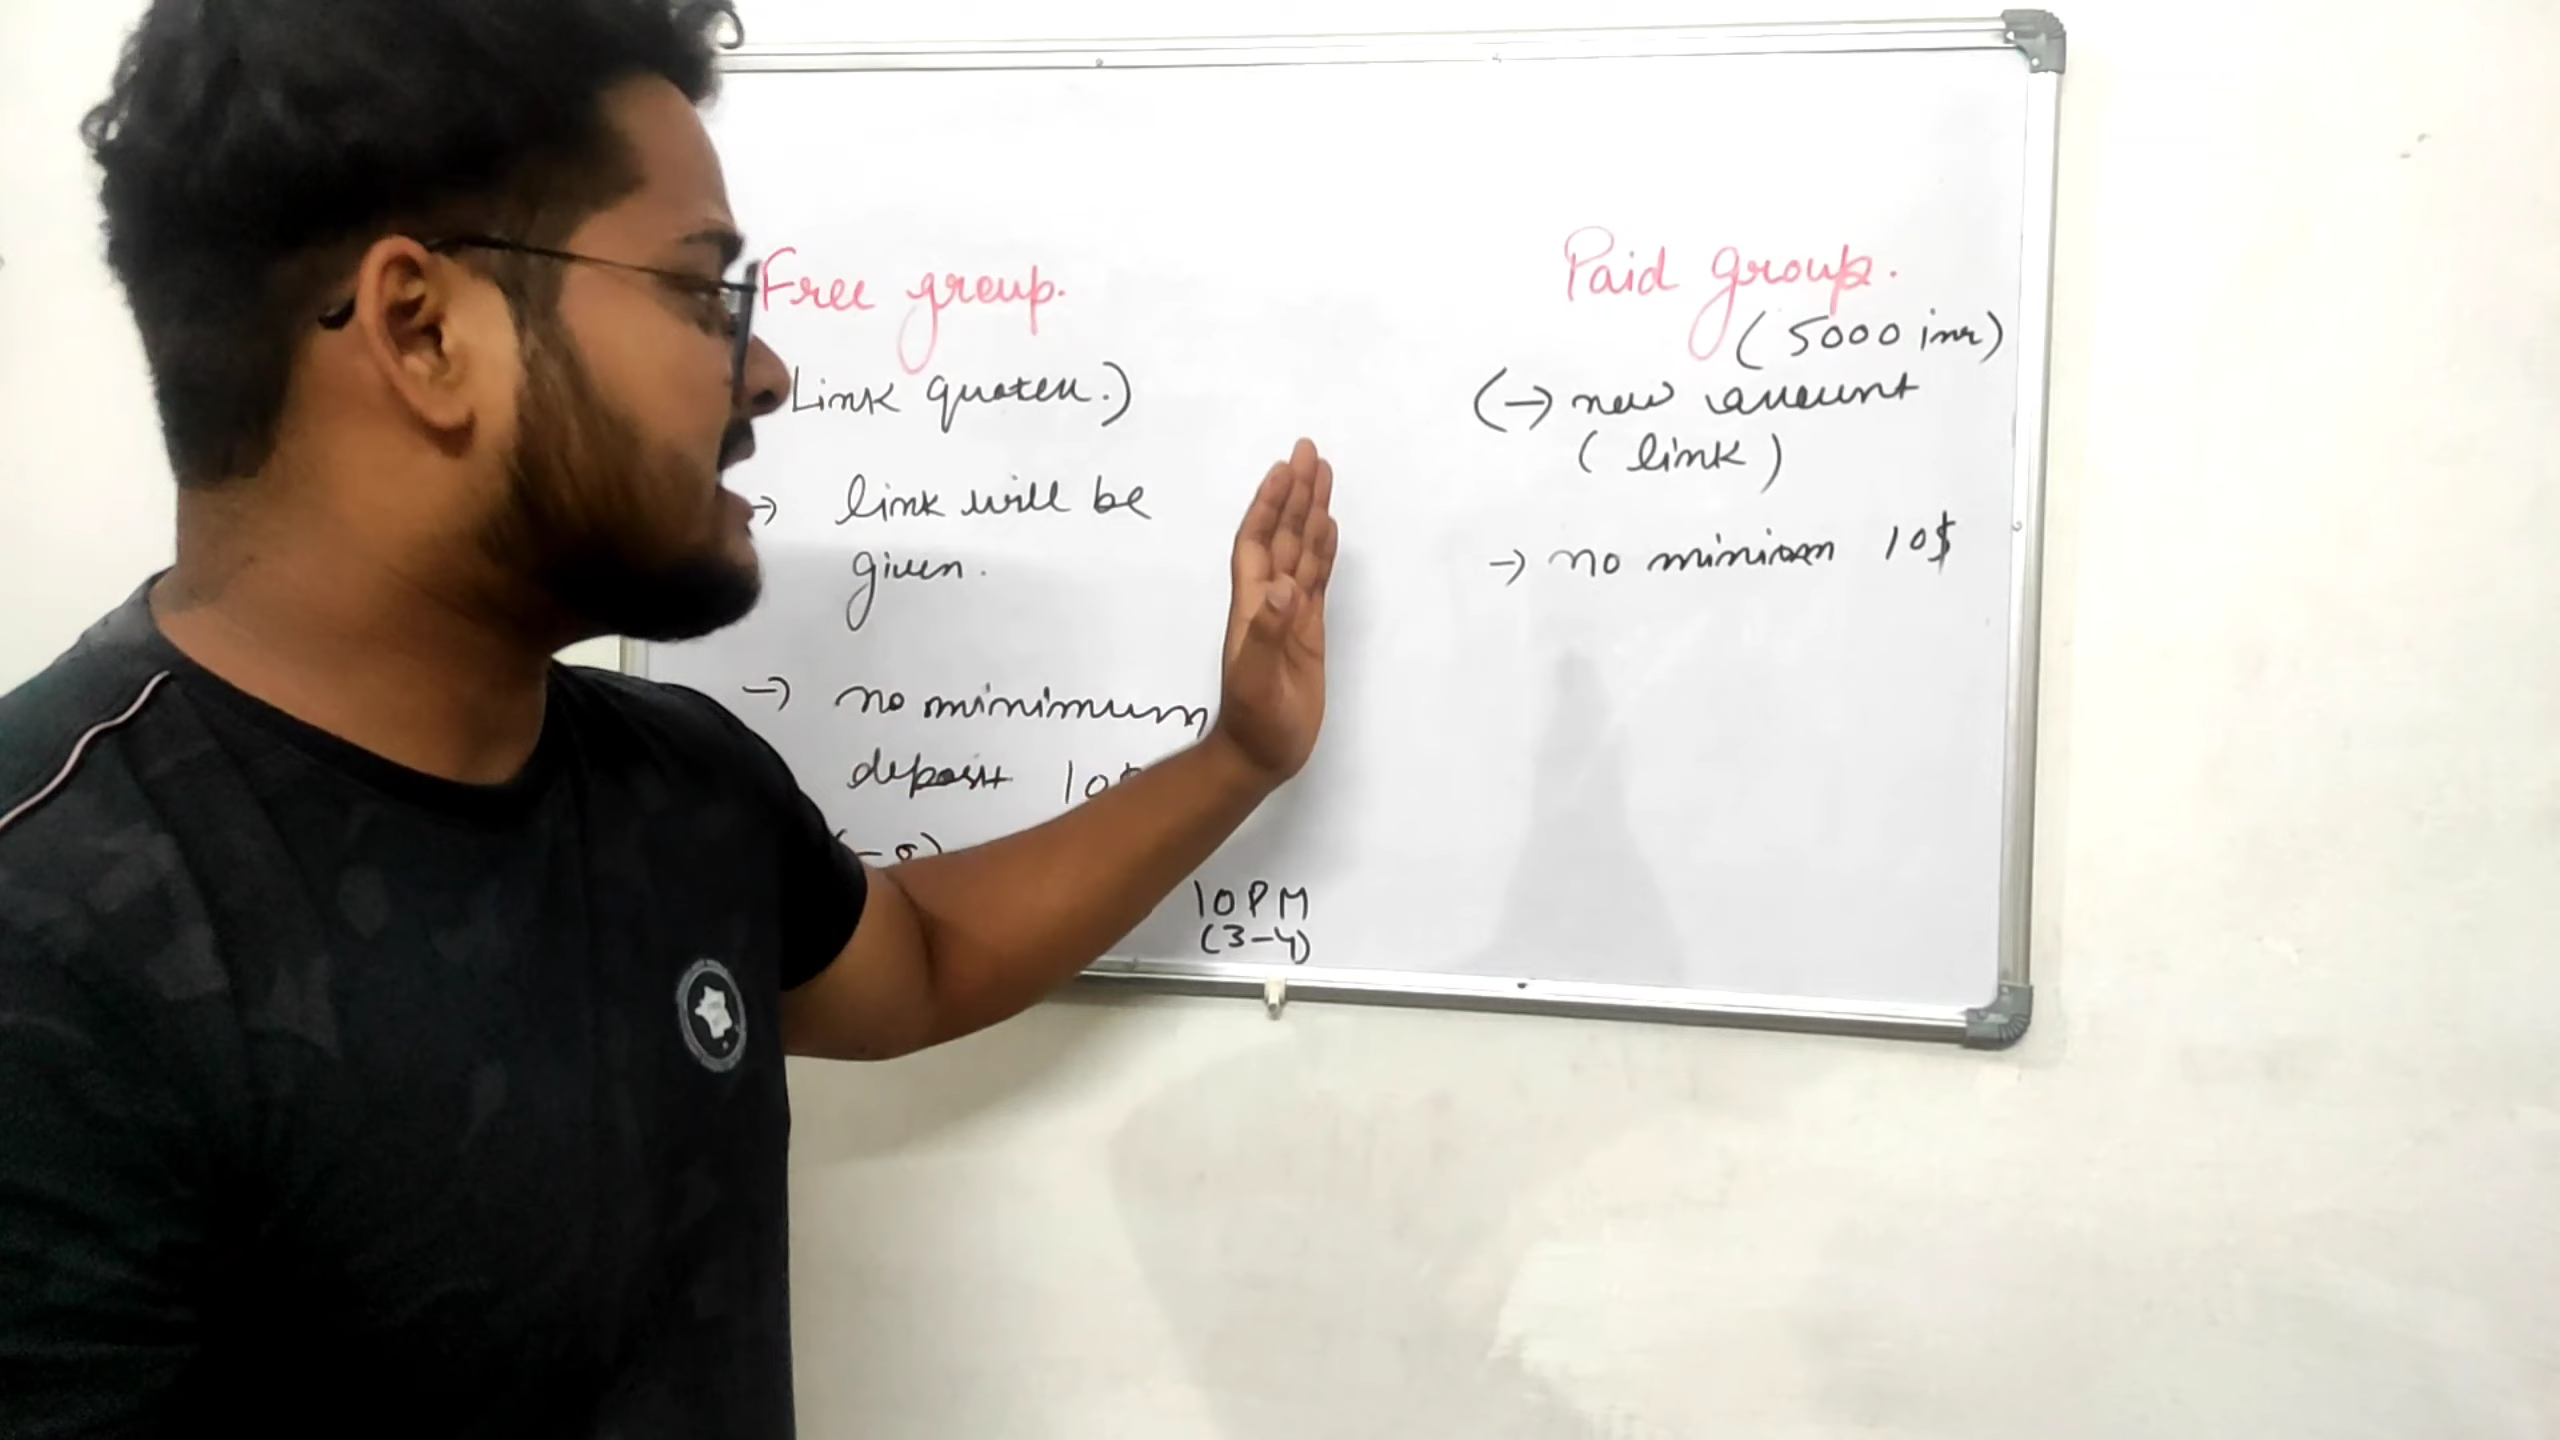 Free group.
Link quoten.)
→ link will be
given.
→ no minimum
deposit 10
10PM
(3-4)
Paid group.
(5000 inr)
(→ new account
(link)
→ no minimum 10$